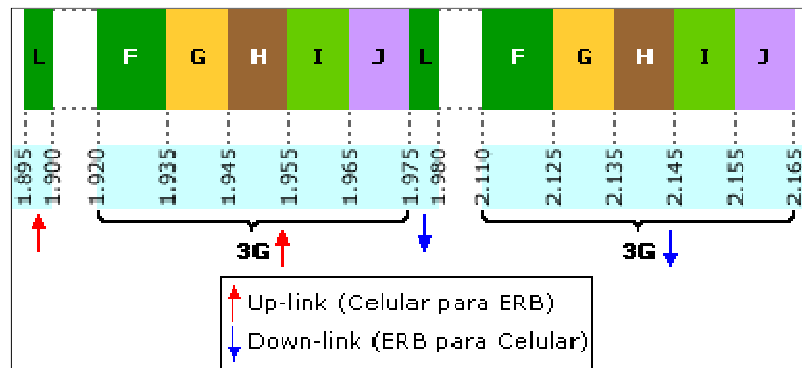 L F G H I J L F G H I J
1.895 1.900 1.920 1.935 1.945 1.955 1.965 1.975 1.980 2.110 2.125 2.135 2.145 2.155 2.165
3G 3G
Up-link (Celular para ERB)
Down-link (ERB para Celular)